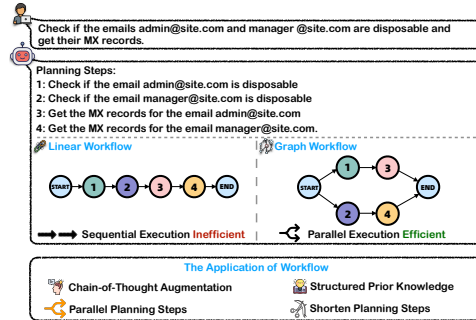 Check if the emails admin@site.com and manager @site.com are disposable and
get their MX records.
Planning Steps:
1: Check if the email admin@site.com is disposable
2: Check if the email manager@site.com is disposable
3: Get the MX records for the email admin@site.com
4: Get the MX records for the email manager@site.com.
Linear Workflow
START 1 2 3 4 END
Sequential Execution Inefficient
Graph Workflow
1 3
START END
2 4
Parallel Execution Efficient
The Application of Workflow
Chain-of-Thought Augmentation
Structured Prior Knowledge
Parallel Planning Steps
Shorten Planning Steps